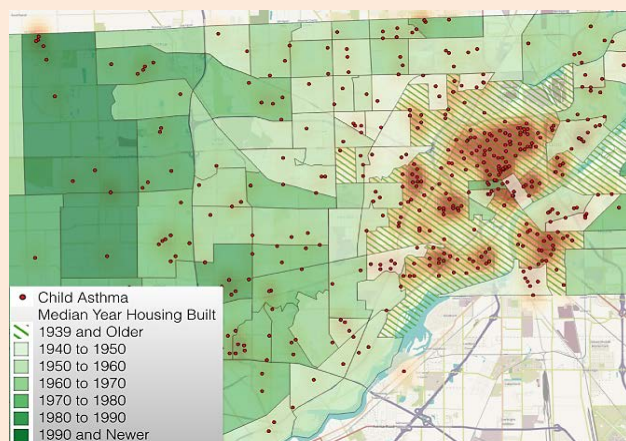 Child Asthma
Median Year Housing Built
1939 and Older
1940 to 1950
1950 to 1960
1960 to 1970
1970 to 1980
1980 to 1990
1990 and Newer